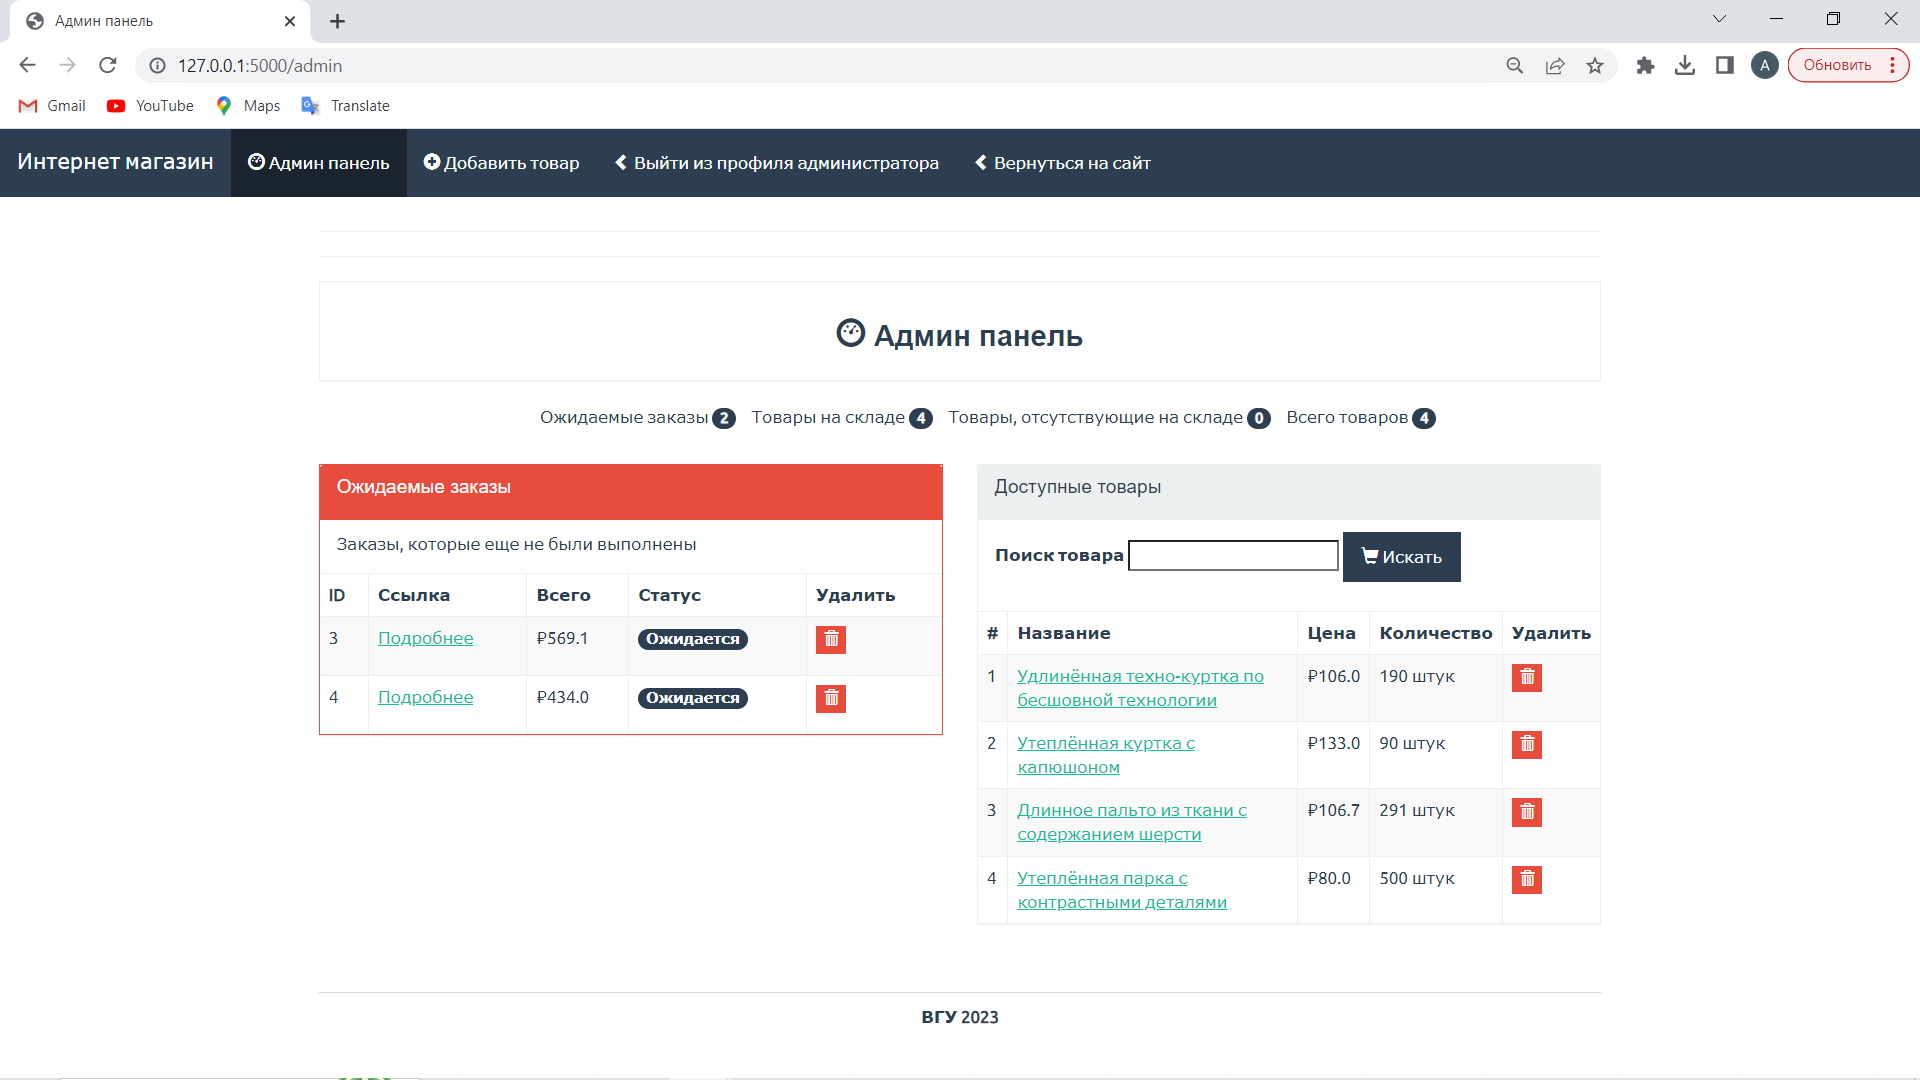 Админ панель
127.0.0.1:5000/admin
А
Обновить
Gmail YouTube Maps Translate
Интернет магазин Админ панель Добавить товар Выйти из профиля администратора Вернуться на сайт
Админ панель
Ожидаемые заказы 2 Товары на складе 4 Товары, отсутствующие на складе 0 Всего товаров 4
Ожидаемые заказы
Заказы, которые еще не были выполнены
ID Ссылка Всего Статус Удалить
3 Подробнее ₽569.1 Ожидается
4 Подробнее ₽434.0 Ожидается
Доступные товары
Поиск товара Искать
# Название Цена Количество Удалить
1 Удлинённая техно-куртка по ₽106.0 190 штук
бесшовной технологии
2 Утеплённая куртка с ₽133.0 90 штук
капюшоном
3 Длинное пальто из ткани с ₽106.7 291 штук
содержанием шерсти
4 Утеплённая парка с ₽80.0 500 штук
контрастными деталями
ВГУ 2023